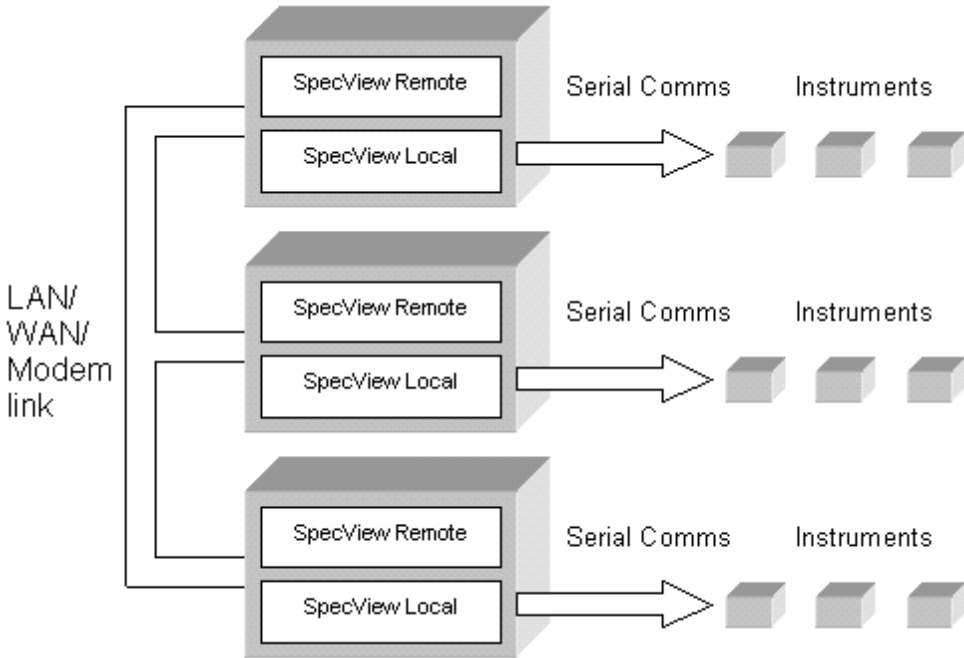 SpecView Remote
Serial Comms Instruments
SpecView Local
LAN/
WAN/
Modem
link
SpecView Remote
Serial Comms Instruments
SpecView Local
SpecView Remote
Serial Comms Instruments
SpecView Local